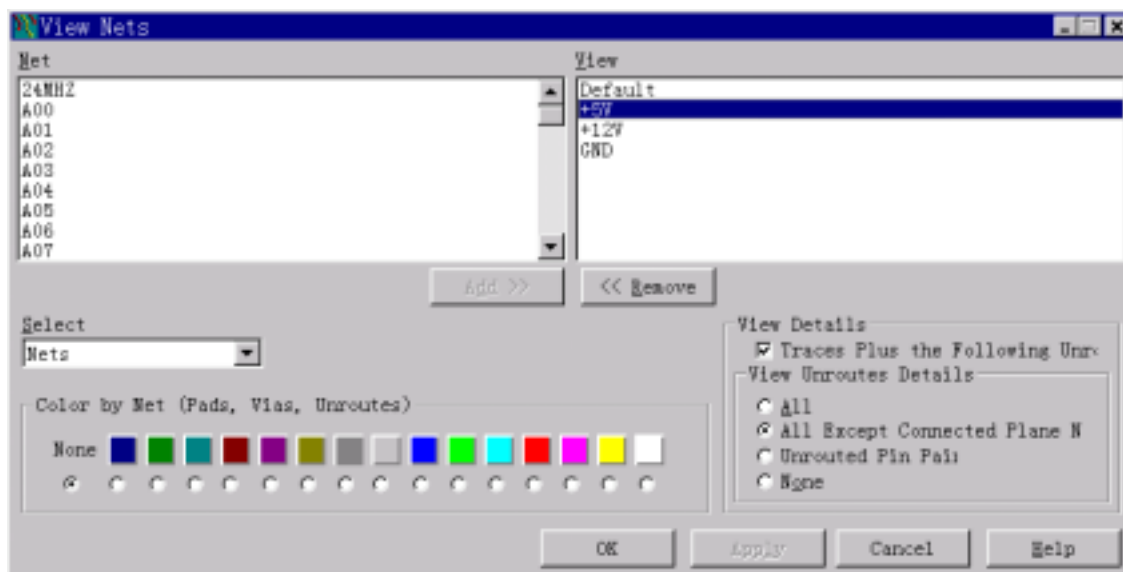 View Nets
Net
View
24MHZ
A00
A01
A02
A03
A04
A05
A06
A07
Default
+5V
+12V
GND
Add >>
<< Remove
Select
Nets
View Details
Traces Plus the Following Unr
View Unroutes Details
All
All Except Connected Plane N
Unrouted Pin Pai
None
Color by Net (Pads, Vias, Unroutes)
None
OK
Apply
Cancel
Help